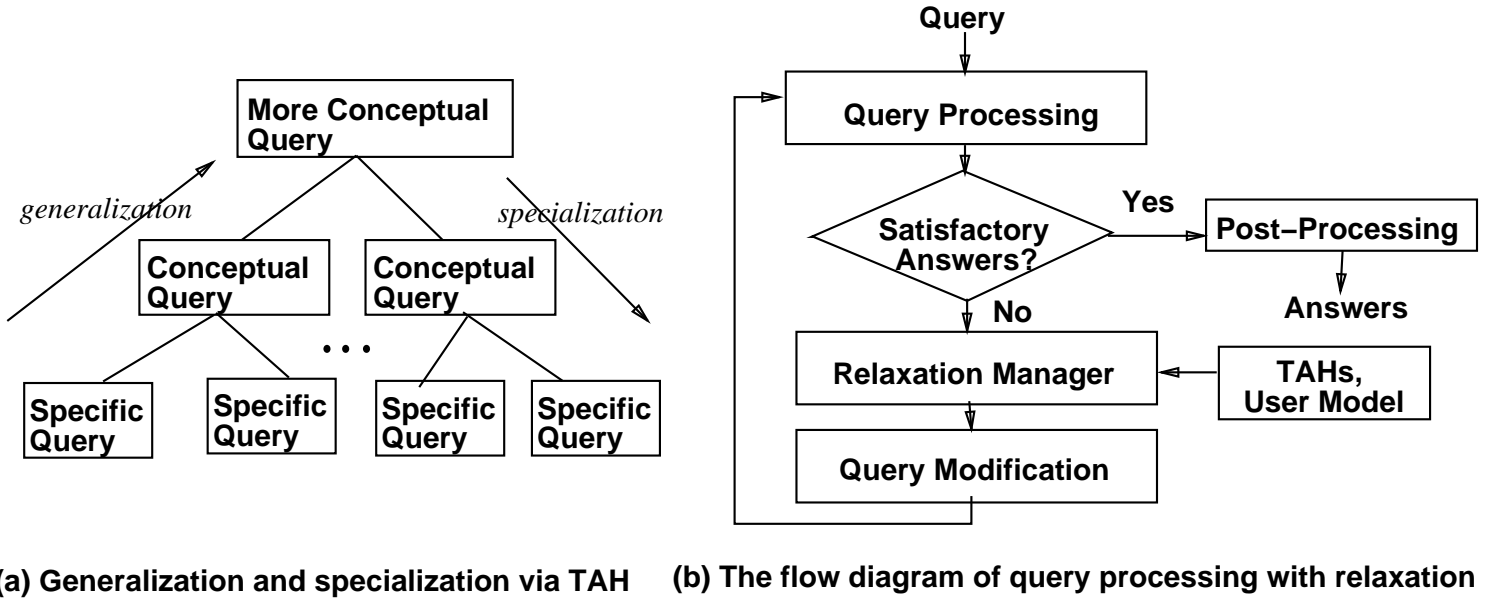 More Conceptual
Query
generalization
specialization
Conceptual
Query
Conceptual
Query
• • •
Specific
Query
Specific
Query
Specific
Query
Specific
Query
(a) Generalization and specialization via TAH
Query
Query Processing
Satisfactory
Answers?
Yes
Post−Processing
Answers
No
Relaxation Manager
TAHs,
User Model
Query Modification
(b) The flow diagram of query processing with relaxation